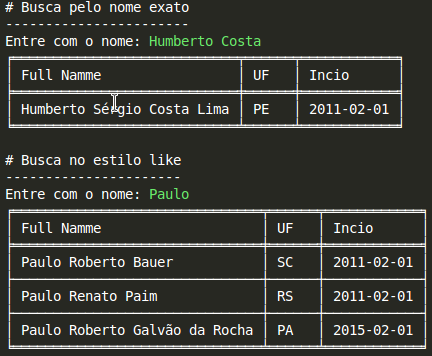 # Busca pelo nome exato
-----------------------
Entre com o nome: Humberto Costa
Full Namme UF Incio
Humberto Sérgio Costa Lima PE 2011-02-01
# Busca no estilo like
----------------------
Entre com o nome: Paulo
Full Namme UF Incio
Paulo Roberto Bauer SC 2011-02-01
Paulo Renato Paim RS 2011-02-01
Paulo Roberto Galvão da Rocha PA 2015-02-01